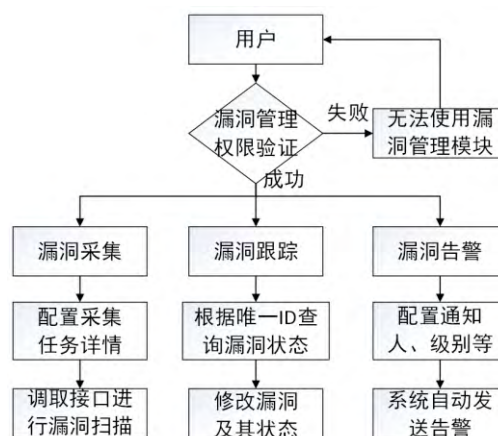 用户
失败
漏洞管理
权限验证
无法使用漏
洞管理模块
成功
漏洞采集
漏洞跟踪
漏洞告警
配置采集
任务详情
根据唯一ID查
询漏洞状态
配置通知
人、级别等
调取接口进
行漏洞扫描
修改漏洞
及其状态
系统自动发
送告警